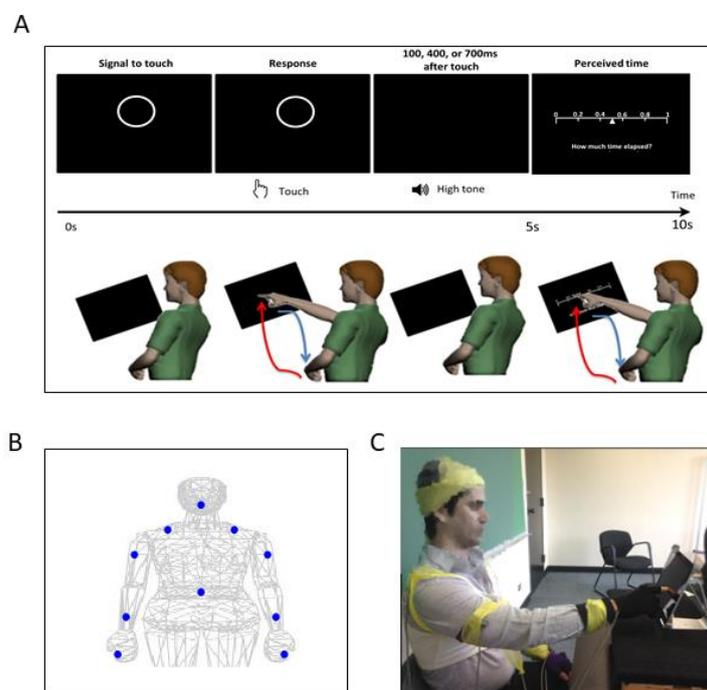 A
Signal to touch
Response
100, 400, or 700ms
after touch
Perceived time
0 0.2 0.4 0.6 0.8 1
How much time elapsed?
Touch
High tone
Time
0s
5s
10s
B
C